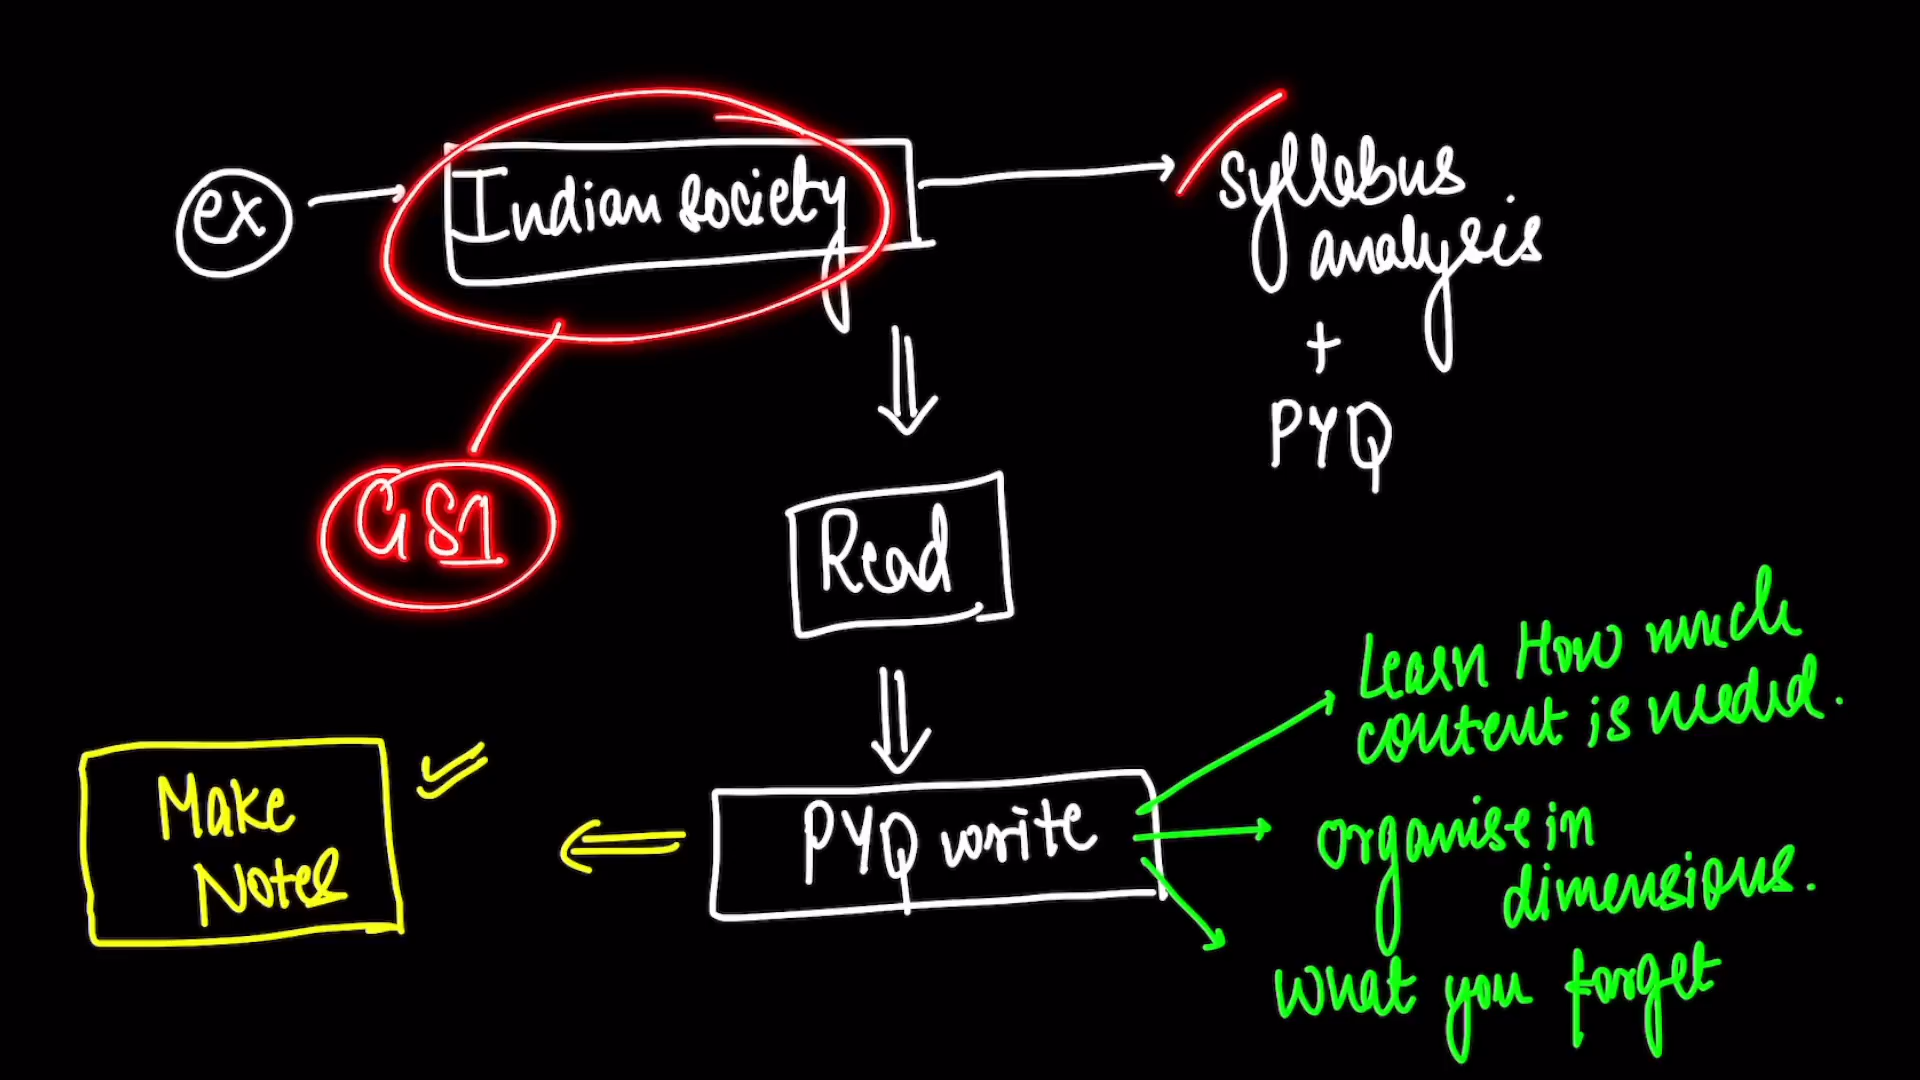 ex
Indian society
syllabus
analysis
+
PYQ
GS1
Read
Learn How much
content is needed.
PYQ write
organise in
dimensions.
what you forget
Make
Notes